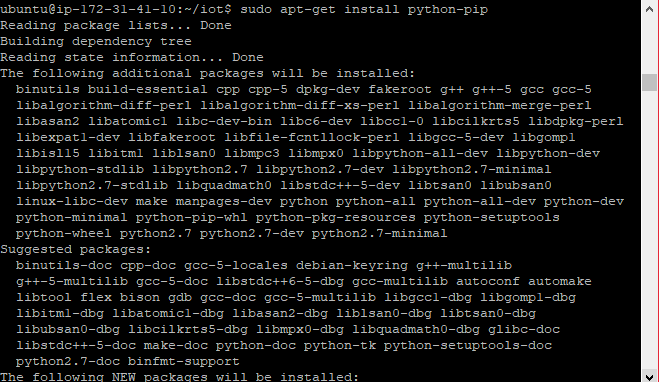 ubuntu@ip-172-31-41-10:~/iot$ sudo apt-get install python-pip
Reading package lists... Done
Building dependency tree
Reading state information... Done
The following additional packages will be installed:
  binutils build-essential cpp cpp-5 dpkg-dev fakeroot g++ g++-5 gcc gcc-5
  libalgorithm-diff-perl libalgorithm-diff-xs-perl libalgorithm-merge-perl
  libasan2 libatomic1 libc-dev-bin libc6-dev libcc1-0 libcilkrts5 libdpkg-perl
  libexpat1-dev libfakeroot libfile-fcntllock-perl libgcc-5-dev libgomp1
  libisl15 libitm1 liblsan0 libmpc3 libmpx0 libpython-all-dev libpython-dev
  libpython-stdlib libpython2.7 libpython2.7-dev libpython2.7-minimal
  libpython2.7-stdlib libquadmath0 libstdc++-5-dev libtsan0 libubsan0
  linux-libc-dev make manpages-dev python python-all python-all-dev python-dev
  python-minimal python-pip-whl python-pkg-resources python-setuptools
  python-wheel python2.7 python2.7-dev python2.7-minimal
Suggested packages:
  binutils-doc cpp-doc gcc-5-locales debian-keyring g++-multilib
  g++-5-multilib gcc-5-doc libstdc++6-5-dbg gcc-multilib autoconf automake
  libtool flex bison gdb gcc-doc gcc-5-multilib libgcc1-dbg libgomp1-dbg
  libitm1-dbg libatomic1-dbg libasan2-dbg liblsan0-dbg libtsan0-dbg
  libubsan0-dbg libcilkrts5-dbg libmpx0-dbg libquadmath0-dbg glibc-doc
  libstdc++-5-doc make-doc python-doc python-tk python-setuptools-doc
  python2.7-doc binfmt-support
The following NEW packages will be installed: